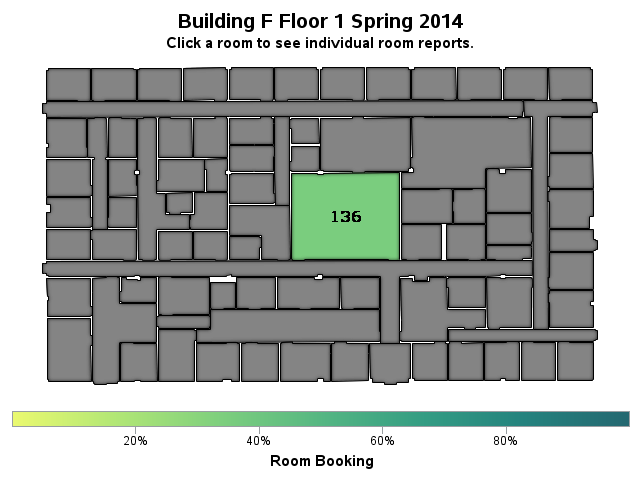 Building F Floor 1 Spring 2014
Click a room to see individual room reports.
136
20% 40% 60% 80%
Room Booking